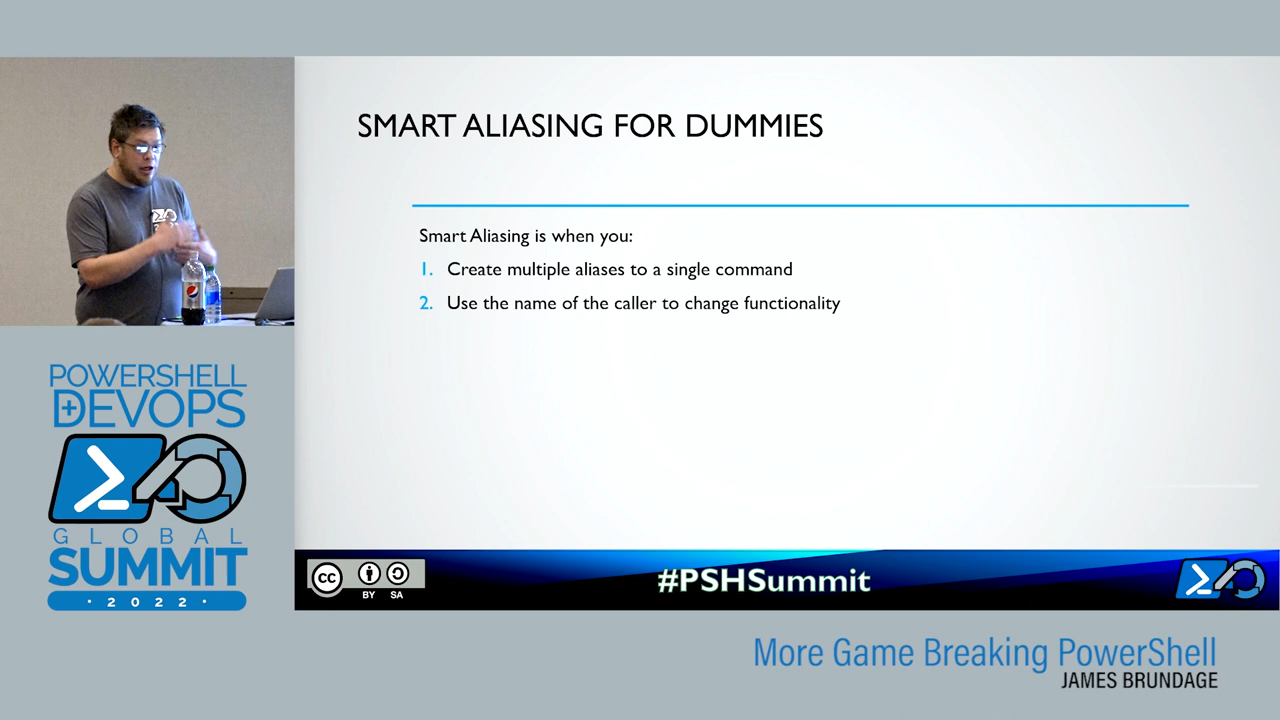 SMART ALIASING FOR DUMMIES
Smart Aliasing is when you:
1. Create multiple aliases to a single command
2. Use the name of the caller to change functionality
POWERSHELL
+DEVOPS
GLOBAL
SUMMIT
· 2022 ·
CC
BY SA
#PSHSummit
More Game Breaking PowerShell
JAMES BRUNDAGE